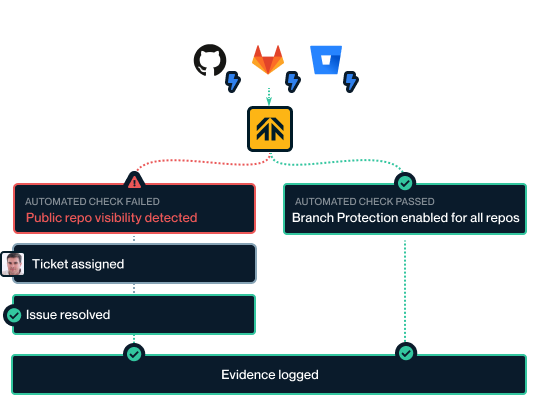 AUTOMATED CHECK FAILED
Public repo visibility detected
AUTOMATED CHECK PASSED
Branch Protection enabled for all repos
Ticket assigned
Issue resolved
Evidence logged